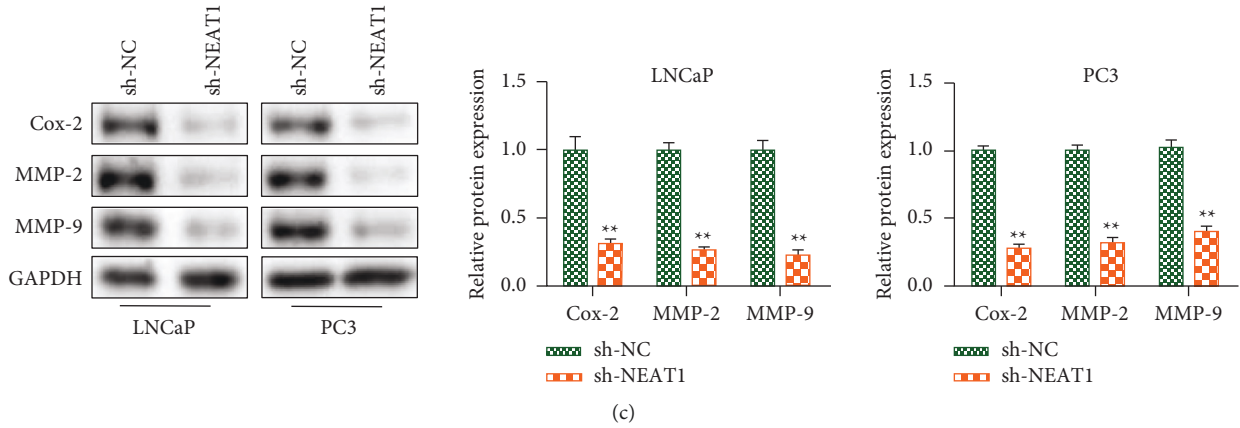 sh-NC
sh-NEAT1
sh-NC
sh-NEAT1
Cox-2
MMP-2
MMP-9
GAPDH
LNCaP
PC3
LNCaP
Relative protein expression
1.5
1.0
0.5
0.0
**
**
**
Cox-2 MMP-2 MMP-9
sh-NC
sh-NEAT1
PC3
Relative protein expression
1.5
1.0
0.5
0.0
**
**
**
Cox-2 MMP-2 MMP-9
sh-NC
sh-NEAT1
(c)